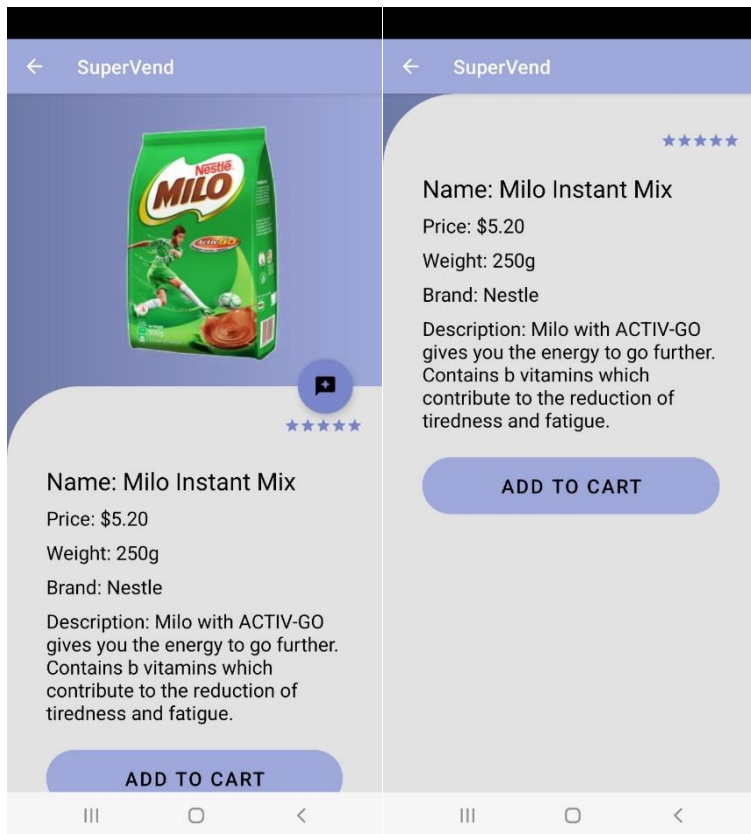 SuperVend
Nestlé
MILO
ACTIV-GO
Name: Milo Instant Mix
Price: $5.20
Weight: 250g
Brand: Nestle
Description: Milo with ACTIV-GO
gives you the energy to go further.
Contains b vitamins which
contribute to the reduction of
tiredness and fatigue.
ADD TO CART
SuperVend
Name: Milo Instant Mix
Price: $5.20
Weight: 250g
Brand: Nestle
Description: Milo with ACTIV-GO
gives you the energy to go further.
Contains b vitamins which
contribute to the reduction of
tiredness and fatigue.
ADD TO CART